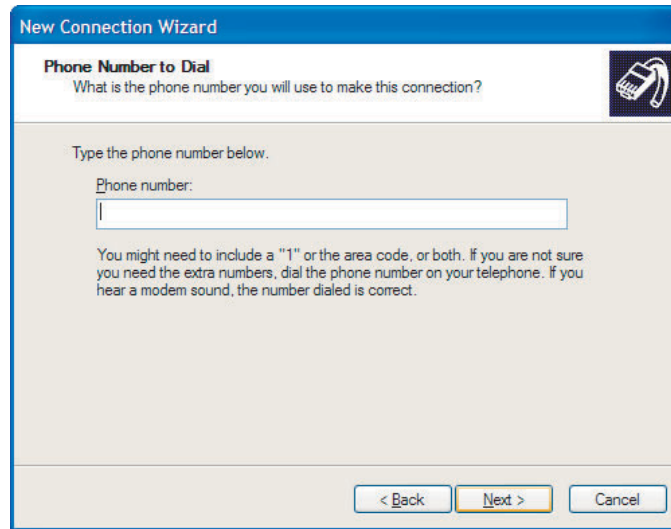 New Connection Wizard
Phone Number to Dial
What is the phone number you will use to make this connection?
Type the phone number below.
Phone number:
You might need to include a "1" or the area code, or both. If you are not sure
you need the extra numbers, dial the phone number on your telephone. If you
hear a modem sound, the number dialed is correct.
< Back
Next >
Cancel